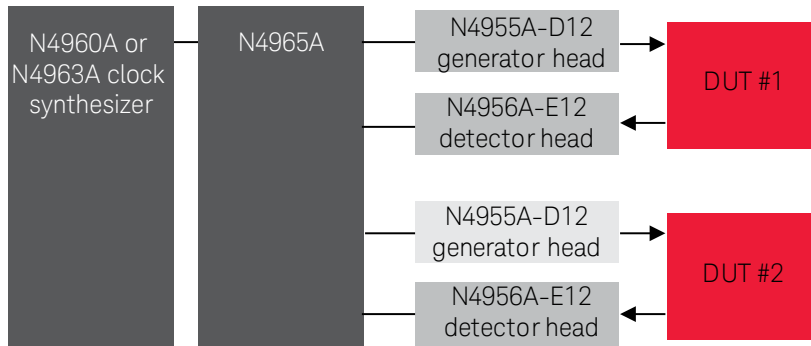 N4960A or
N4963A clock
synthesizer
N4965A
N4955A-D12
generator head
N4956A-E12
detector head
DUT #1
N4955A-D12
generator head
N4956A-E12
detector head
DUT #2